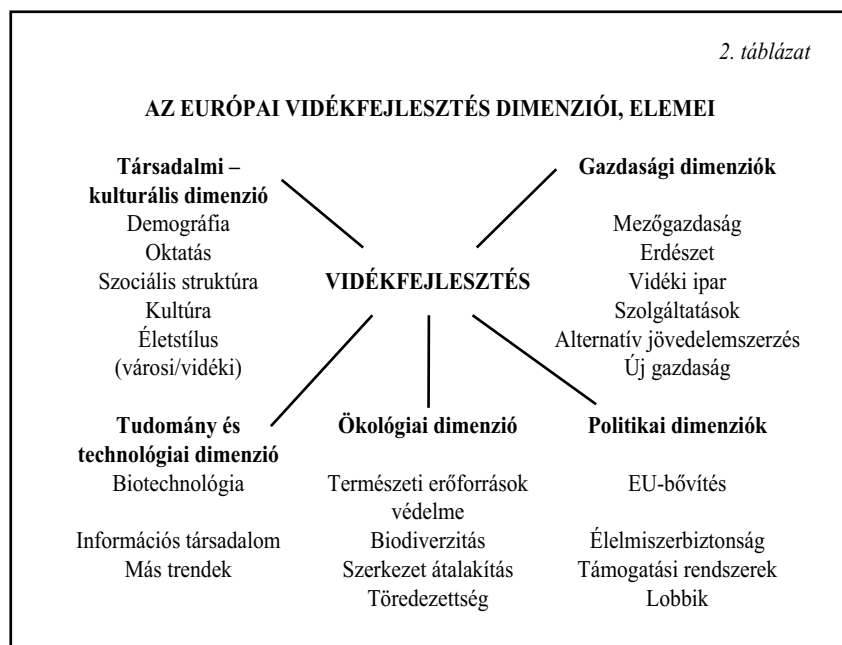 2. táblázat
AZ EURÓPAI VIDÉKFEJLESZTÉS DIMENZIÓI, ELEMEI
Társadalmi –
kulturális dimenzió
Demográfia
Oktatás
Szociális struktúra
Kultúra
Életstílus
(városi/vidéki)
Gazdasági dimenziók
Mezőgazdaság
Erdészet
Vidéki ipar
Szolgáltatások
Alternatív jövedelemszerzés
Új gazdaság
VIDÉKFEJLESZTÉS
Tudomány és
technológiai dimenzió
Biotechnológia
Információs társadalom
Más trendek
Ökológiai dimenzió
Természeti erőforrások
védelme
Biodiverzitás
Szerkezet átalakítás
Töredezettség
Politikai dimenziók
EU-bővítés
Élelmiszerbiztonság
Támogatási rendszerek
Lobbik